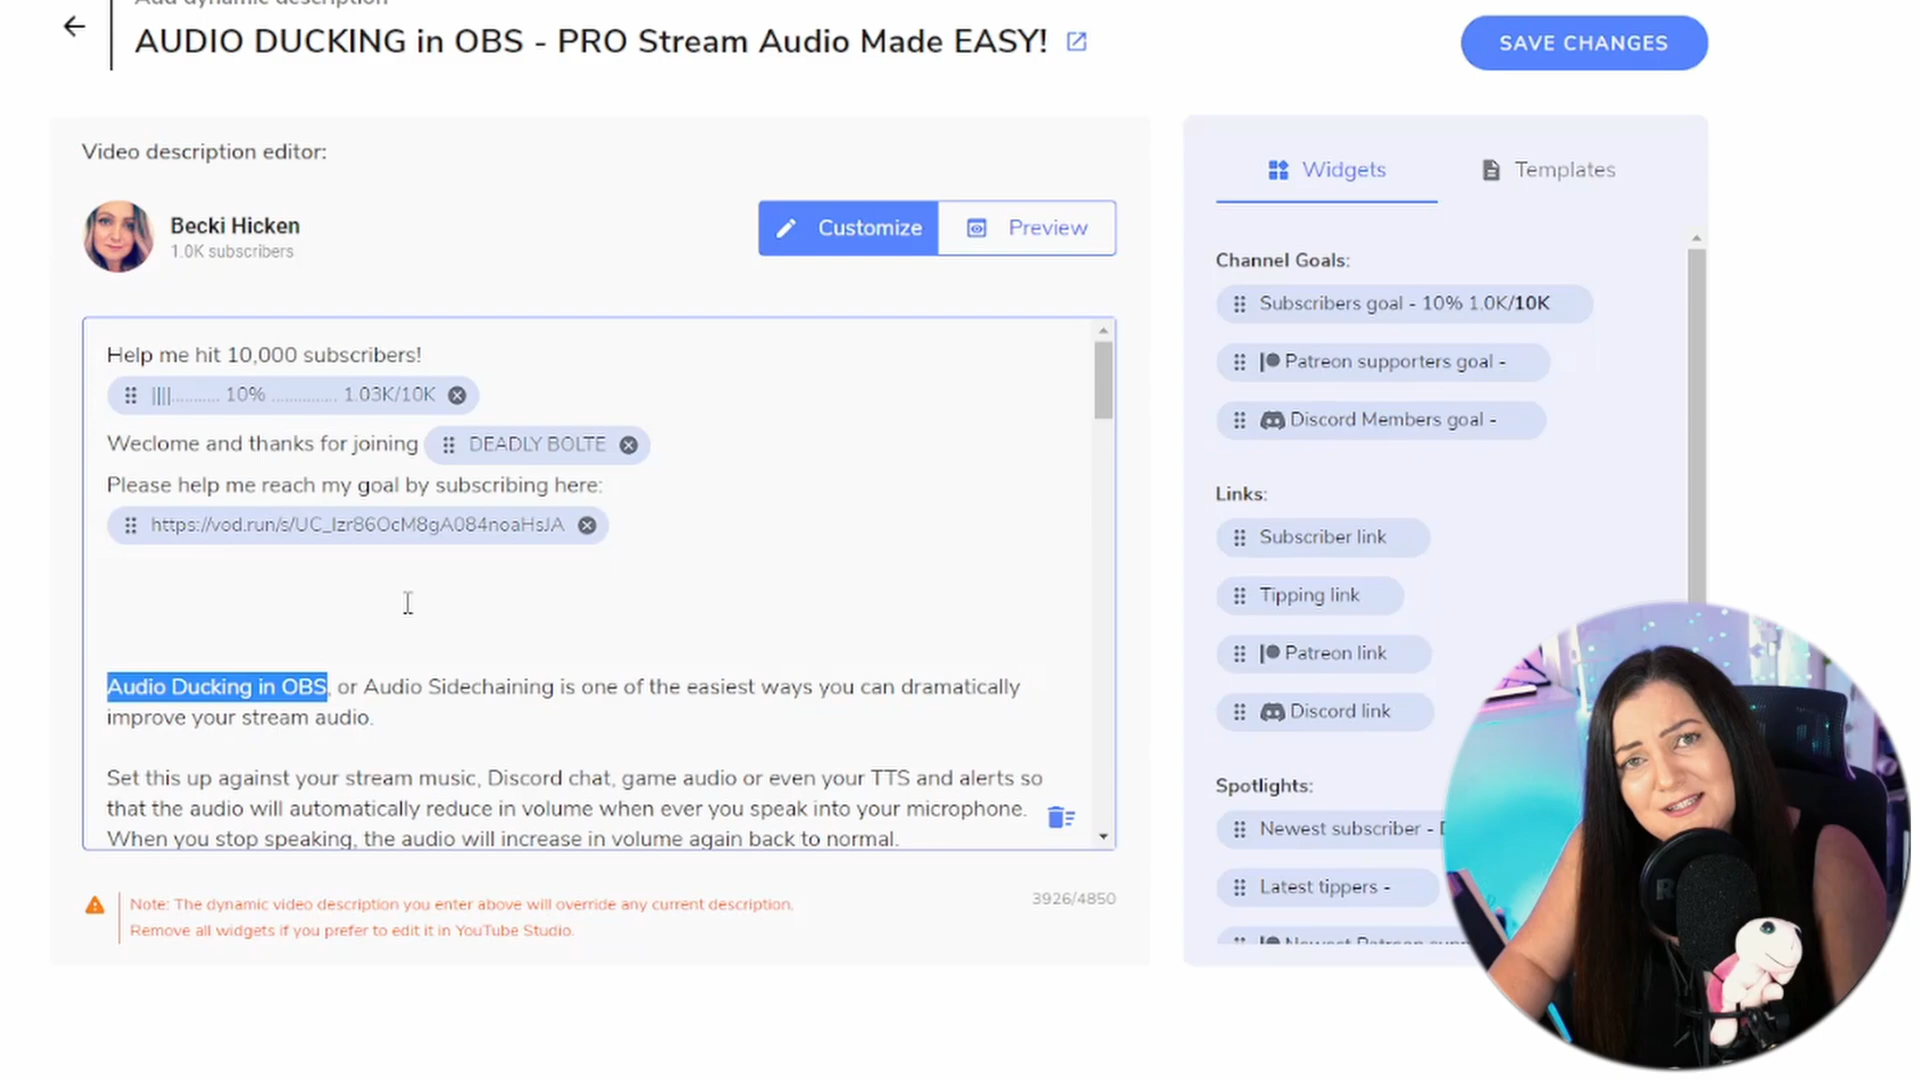 Add dynamic description
AUDIO DUCKING in OBS - PRO Stream Audio Made EASY!
SAVE CHANGES
Video description editor:
Becki Hicken
1.0K subscribers
Customize
Preview
Help me hit 10,000 subscribers!
||||........... 10% ............... 1.03K/10K
Weclome and thanks for joining DEADLY BOLTE
Please help me reach my goal by subscribing here:
https://vod.run/s/UC_Izr86OcM8gA084noaHsJA
Audio Ducking in OBS, or Audio Sidechaining is one of the easiest ways you can dramatically
improve your stream audio.
Set this up against your stream music, Discord chat, game audio or even your TTS and alerts so
that the audio will automatically reduce in volume when ever you speak into your microphone.
When you stop speaking, the audio will increase in volume again back to normal.
Note: The dynamic video description you enter above will override any current description.
Remove all widgets if you prefer to edit it in YouTube Studio.
3926/4850
Widgets
Templates
Channel Goals:
Subscribers goal - 10% 1.0K/10K
Patreon supporters goal -
Discord Members goal -
Links:
Subscriber link
Tipping link
Patreon link
Discord link
Spotlights:
Newest subscriber -
Latest tippers -
Newest Patreon